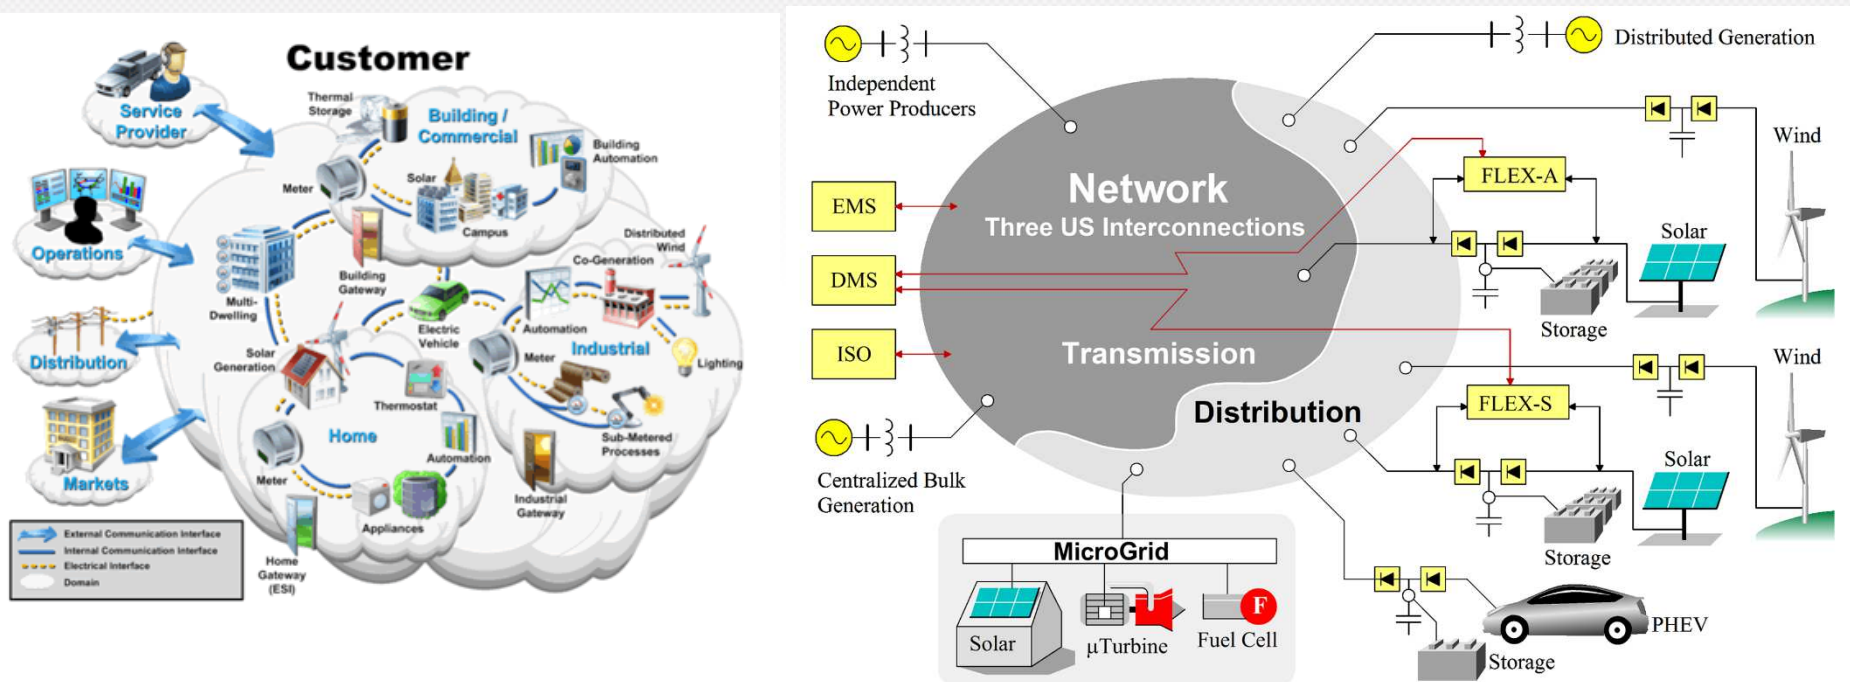 Customer
Service
Provider
Operations
Distribution
Markets
Thermal
Storage
Building /
Commercial
Building
Automation
Meter
Solar
Campus
Multi-
Dwelling
Building
Gateway
Electric
Vehicle
Distributed
Wind
Co-Generation
Automation
Meter
Industrial
Lighting
Sub-Metered
Processes
Industrial
Gateway
Solar
Generation
Thermostat
Home
Automation
Meter
Appliances
Home
Gateway
(ESI)
External Communication Interface
Internal Communication Interface
Electrical Interface
Domain
Independent
Power Producers
Distributed Generation
EMS
DMS
ISO
Network
Three US Interconnections
Transmission
Distribution
Centralized Bulk
Generation
Wind
FLEX-A
Solar
Storage
Wind
FLEX-S
Solar
Storage
MicroGrid
Solar
µTurbine
F
Fuel Cell
PHEV
Storage